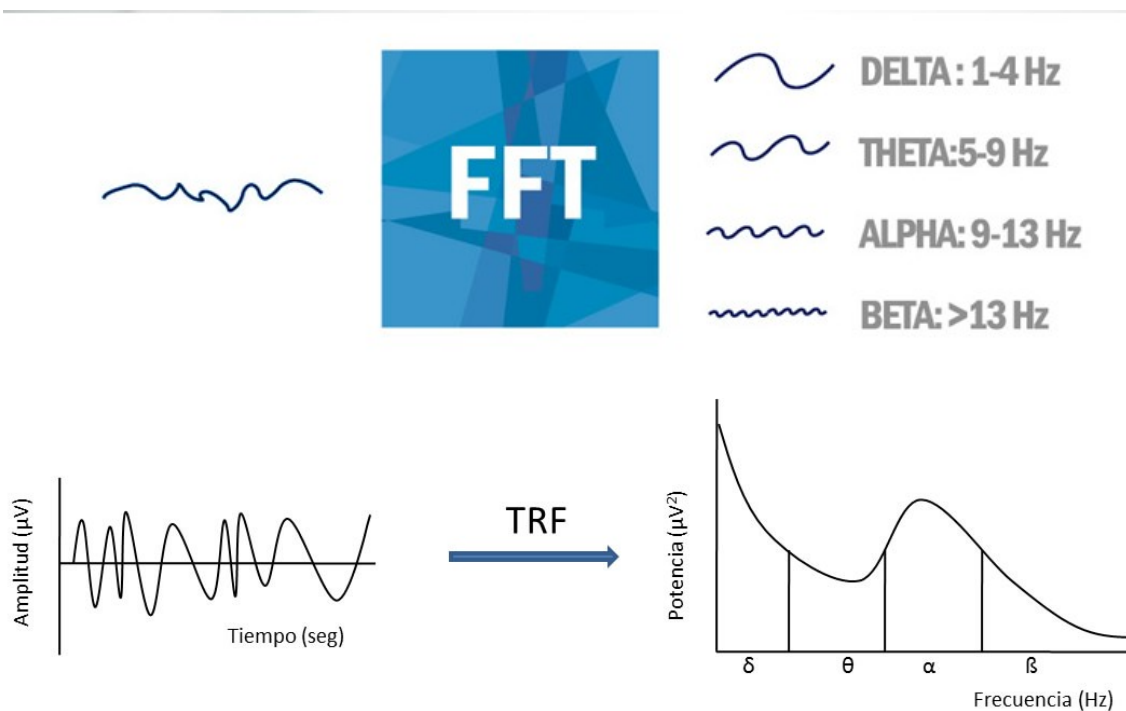 FFT
DELTA : 1-4 Hz
THETA:5-9 Hz
ALPHA: 9-13 Hz
BETA: >13 Hz
Amplitud (µV)
Tiempo (seg)
TRF
Potencia (µV²)
δ θ α ß
Frecuencia (Hz)